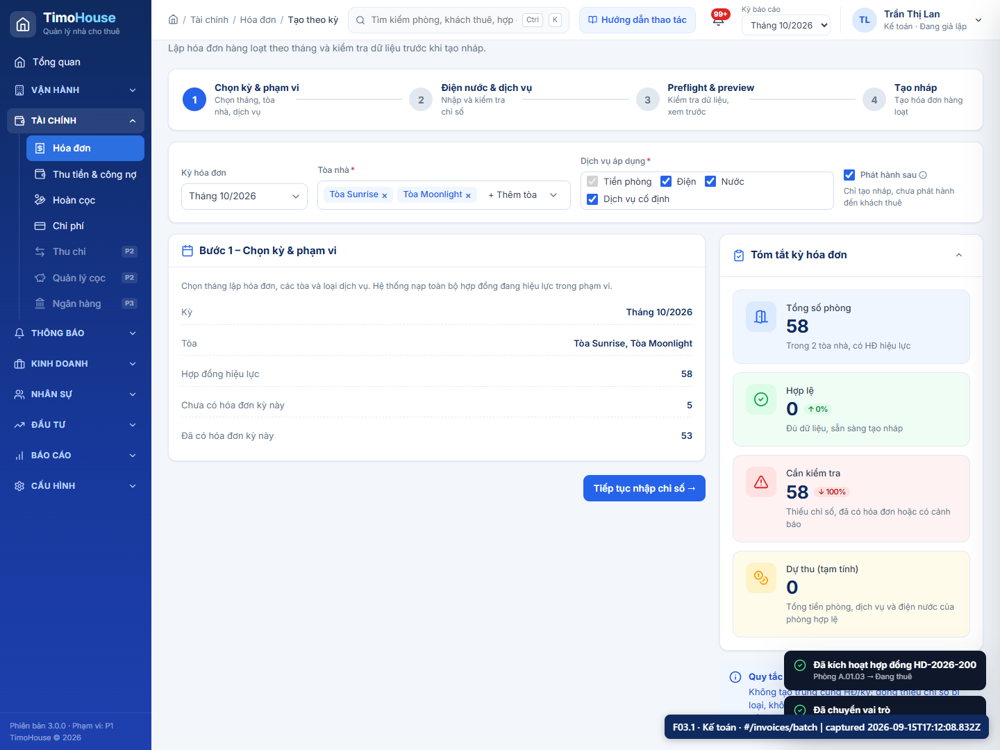 TimoHouse
Quản lý nhà cho thuê
Tổng quan
VẬN HÀNH
TÀI CHÍNH
Hóa đơn
Thu tiền & công nợ
Hoàn cọc
Chi phí
Thu chi P2
Quản lý cọc P2
Ngân hàng P3
THÔNG BÁO
KINH DOANH
NHÂN SỰ
ĐẦU TƯ
BÁO CÁO
CẤU HÌNH
Phiên bản 3.0.0 · Phạm vi: P1
TimoHouse © 2026
/ Tài chính / Hóa đơn / Tạo theo kỳ
Tìm kiếm phòng, khách thuê, hợp Ctrl K
Hướng dẫn thao tác
99+
Kỳ báo cáo
Tháng 10/2026
TL
Trần Thị Lan
Kế toán · Đang giả lập
Lập hóa đơn hàng loạt theo tháng và kiểm tra dữ liệu trước khi tạo nháp.
1
Chọn kỳ & phạm vi
Chọn tháng, tòa
nhà, dịch vụ
2
Điện nước & dịch vụ
Nhập và kiểm tra
chỉ số
3
Preflight & preview
Kiểm tra dữ liệu,
xem trước
4
Tạo nháp
Tạo hóa đơn hàng
loạt
Kỳ hóa đơn
Tháng 10/2026
Tòa nhà *
Tòa Sunrise × Tòa Moonlight × + Thêm tòa
Dịch vụ áp dụng *
Tiền phòng Điện Nước
Dịch vụ cố định
Phát hành sau
Chỉ tạo nháp, chưa phát hành
đến khách thuê
Bước 1 – Chọn kỳ & phạm vi
Chọn tháng lập hóa đơn, các tòa và loại dịch vụ. Hệ thống nạp toàn bộ hợp đồng đang hiệu lực trong phạm vi.
Kỳ Tháng 10/2026
Tòa Tòa Sunrise, Tòa Moonlight
Hợp đồng hiệu lực 58
Chưa có hóa đơn kỳ này 5
Đã có hóa đơn kỳ này 53
Tiếp tục nhập chỉ số →
Tóm tắt kỳ hóa đơn
Tổng số phòng
58
Trong 2 tòa nhà, có HĐ hiệu lực
Hợp lệ
0 ↑ 0%
Đủ dữ liệu, sẵn sàng tạo nháp
Cần kiểm tra
58 ↓ 100%
Thiếu chỉ số, đã có hóa đơn hoặc có cảnh
báo
Dự thu (tạm tính)
0
Tổng tiền phòng, dịch vụ và điện nước của
phòng hợp lệ
Quy tắc
Không tạo trùng cùng HĐ/kỳ; dòng thiếu chỉ số bị
loại,
Đã kích hoạt hợp đồng HD-2026-200
Phòng A.01.03 → Đang thuê
Đã chuyển vai trò
F03.1 · Kế toán · #/invoices/batch | captured 2026-09-15T17:12:08.832Z